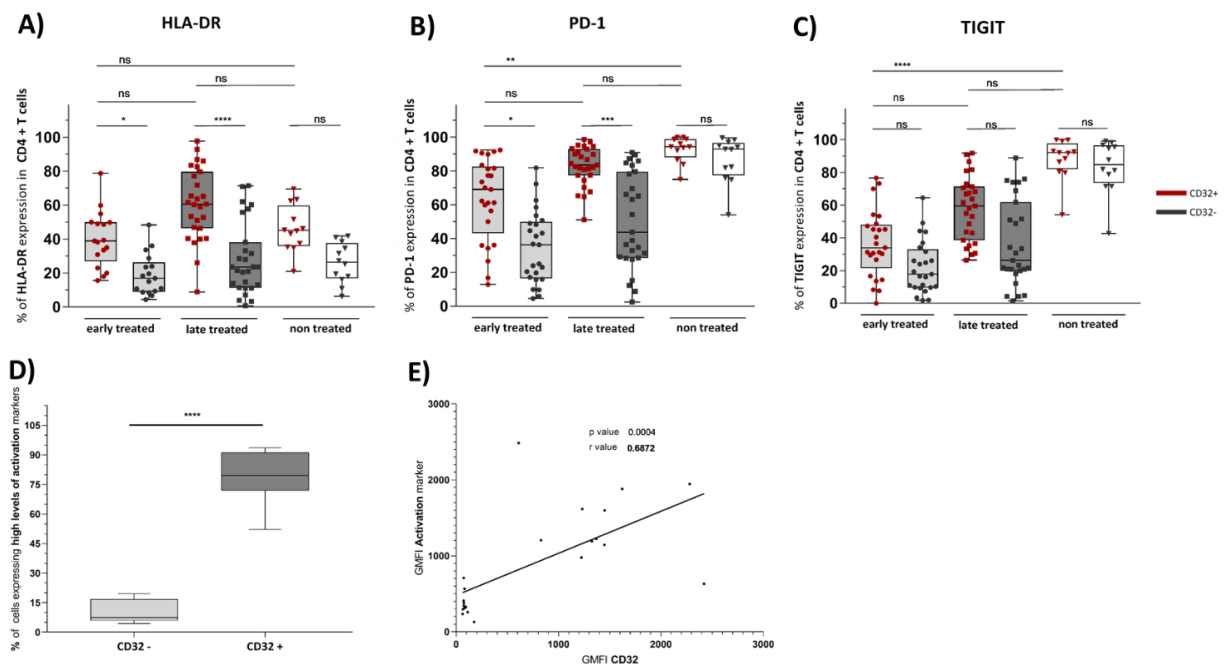 A)
HLA-DR
ns
ns
ns
*
****
ns
% of HLA-DR expression in CD4 + T cells
100
80
60
40
20
0
early treated
late treated
non treated
B)
PD-1
**
ns
ns
*
***
ns
% of PD-1 expression in CD4 + T cells
100
80
60
40
20
0
early treated
late treated
non treated
C)
TIGIT
****
ns
ns
ns
ns
ns
% of TIGIT expression in CD4 + T cells
100
80
60
40
20
0
early treated
late treated
non treated
CD32+
CD32-
D)
****
% of cells expressing high levels of activation markers
105
90
75
60
45
30
15
0
CD32 -
CD32 +
E)
GMFI Activation marker
3000
2000
1000
0
p value 0.0004
r value 0.6872
0 1000 2000 3000
GMFI CD32